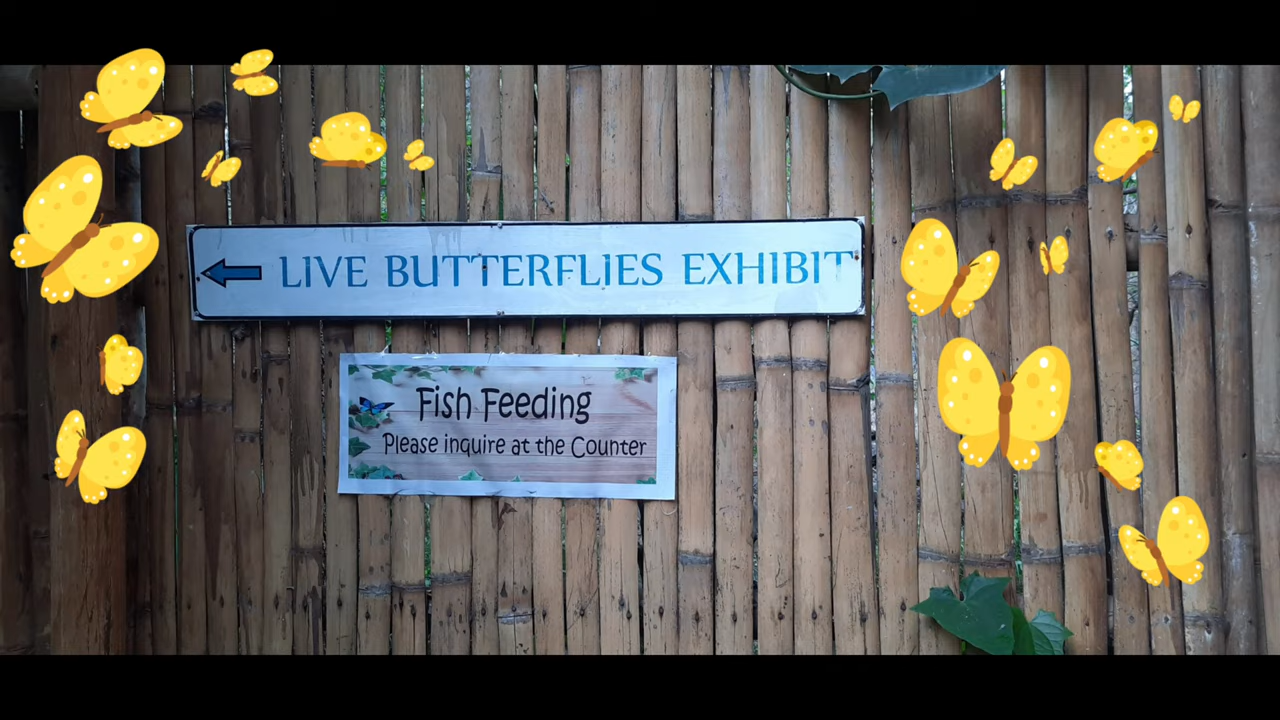 LIVE BUTTERFLIES EXHIBIT
Fish Feeding
Please inquire at the Counter